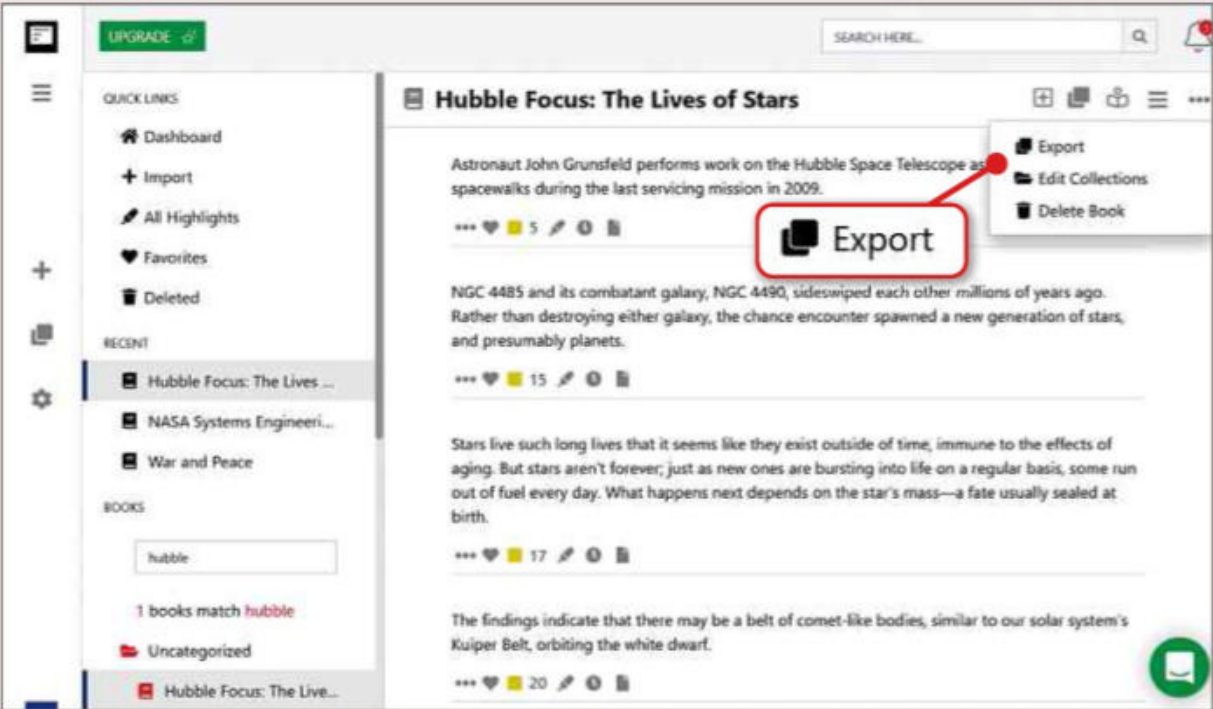 UPGRADE
SEARCH HERE...
QUICK LINKS
Dashboard
Import
All Highlights
Favorites
Deleted
RECENT
Hubble Focus: The Lives ...
NASA Systems Engineeri...
War and Peace
BOOKS
hubble
1 books match hubble
Uncategorized
Hubble Focus: The Live...
Hubble Focus: The Lives of Stars
Export
Edit Collections
Delete Book
Export
Astronaut John Grunsfeld performs work on the Hubble Space Telescope as
spacewalks during the last servicing mission in 2009.
5
NGC 4485 and its combatant galaxy, NGC 4490, sideswiped each other millions of years ago.
Rather than destroying either galaxy, the chance encounter spawned a new generation of stars,
and presumably planets.
15
Stars live such long lives that it seems like they exist outside of time, immune to the effects of
aging. But stars aren't forever; just as new ones are bursting into life on a regular basis, some run
out of fuel every day. What happens next depends on the star's mass—a fate usually sealed at
birth.
17
The findings indicate that there may be a belt of comet-like bodies, similar to our solar system's
Kuiper Belt, orbiting the white dwarf.
20